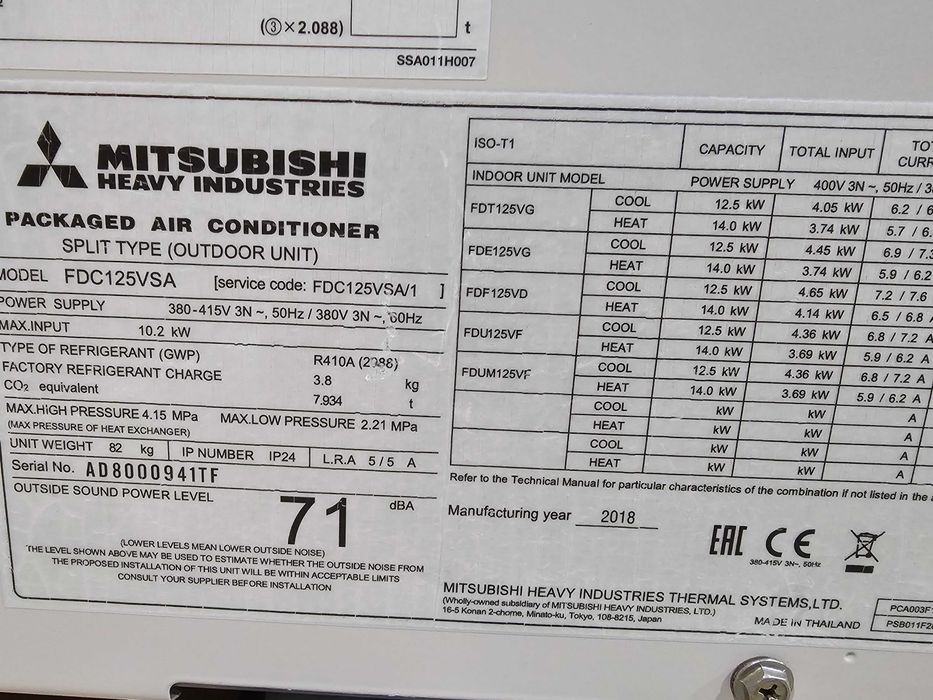 (③×2.088) t
SSA011H007
MITSUBISHI
HEAVY INDUSTRIES
PACKAGED AIR CONDITIONER
SPLIT TYPE (OUTDOOR UNIT)
MODEL FDC125VSA [service code: FDC125VSA/1 ]
POWER SUPPLY 380-415V 3N ~, 50Hz / 380V 3N ~, 60Hz
MAX.INPUT 10.2 kW
TYPE OF REFRIGERANT (GWP) R410A (2088)
FACTORY REFRIGERANT CHARGE 3.8 kg
CO₂ equivalent 7.934 t
MAX.HIGH PRESSURE 4.15 MPa MAX.LOW PRESSURE 2.21 MPa
(MAX PRESSURE OF HEAT EXCHANGER)
UNIT WEIGHT 82 kg IP NUMBER IP24 L.R.A 5/5 A
Serial No. AD8000941TF
OUTSIDE SOUND POWER LEVEL 71 dBA
(LOWER LEVELS MEAN LOWER OUTSIDE NOISE)
THE LEVEL SHOWN ABOVE MAY BE USED TO ESTIMATE WHETHER THE OUTSIDE NOISE FROM
THE PROPOSED INSTALLATION OF THIS UNIT WILL BE WITHIN ACCEPTABLE LIMITS
CONSULT YOUR SUPPLIER BEFORE INSTALLATION
ISO-T1 CAPACITY TOTAL INPUT
INDOOR UNIT MODEL POWER SUPPLY 400V 3N ~, 50Hz /
FDT125VG COOL 12.5 kW 4.05 kW 6.2 /
HEAT 14.0 kW 3.74 kW 5.7 /
FDE125VG COOL 12.5 kW 4.45 kW 6.9 /
HEAT 14.0 kW 3.74 kW 5.9 / 6.2
FDF125VD COOL 12.5 kW 4.65 kW 7.2 / 7.6
HEAT 14.0 kW 4.14 kW 6.5 / 6.8
FDU125VF COOL 12.5 kW 4.36 kW 6.8 / 7.2 A
HEAT 14.0 kW 3.69 kW 5.9 / 6.2 A
FDUM125VF COOL 12.5 kW 4.36 kW 6.8 / 7.2 A
HEAT 14.0 kW 3.69 kW 5.9 / 6.2 A
COOL kW kW A
HEAT kW kW A
COOL kW kW A
HEAT kW kW A
Refer to the Technical Manual for particular characteristics of the combination if not listed in the
Manufacturing year 2018
EAC CE
380-415V 3N~, 50Hz
MITSUBISHI HEAVY INDUSTRIES THERMAL SYSTEMS,LTD.
(Wholly-owned subsidiary of MITSUBISHI HEAVY INDUSTRIES, LTD.)
16-5 Konan 2-chome, Minato-ku, Tokyo, 108-8215, Japan
MADE IN THAILAND
PCA003F
PSB011F